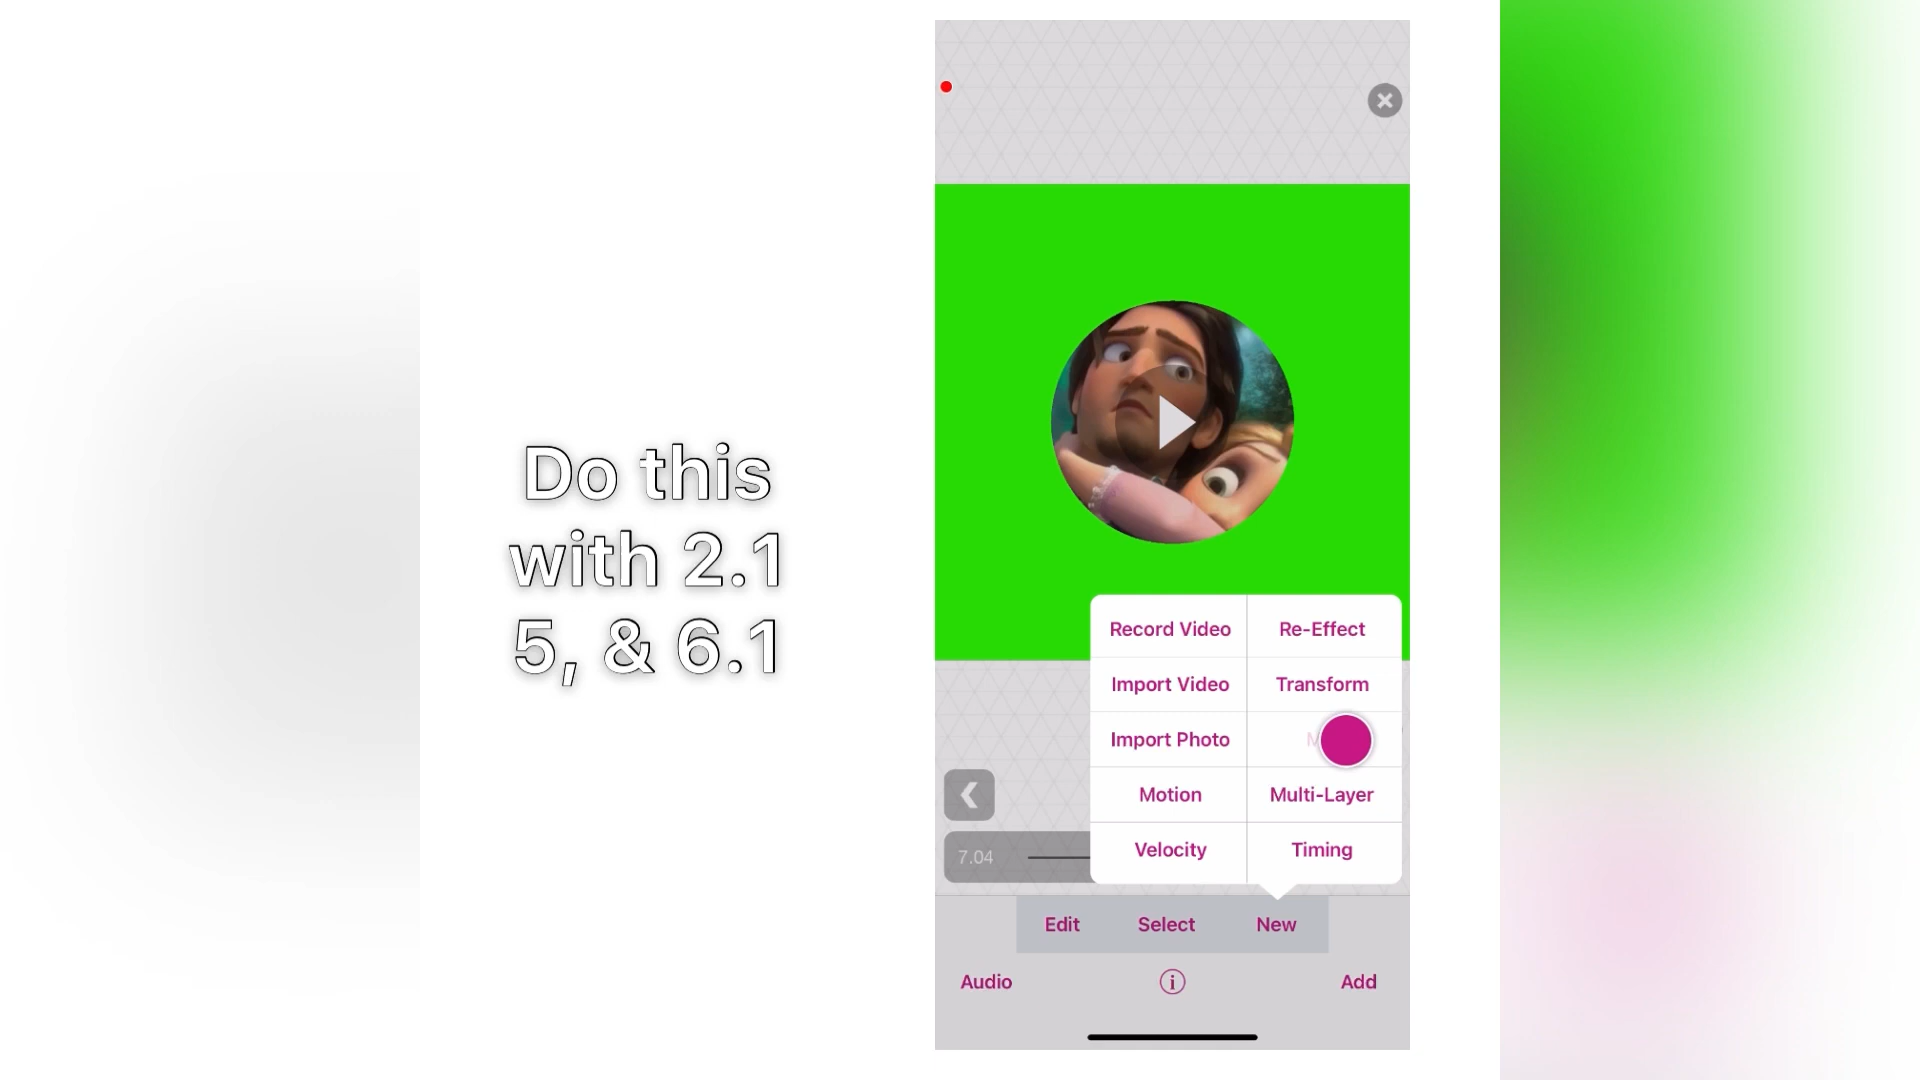 Do this
with 2.1
5, & 6.1
Record Video
Re-Effect
Import Video
Transform
Import Photo
Motion
Multi-Layer
Velocity
Timing
7.04
Edit
Select
New
Audio
i
Add